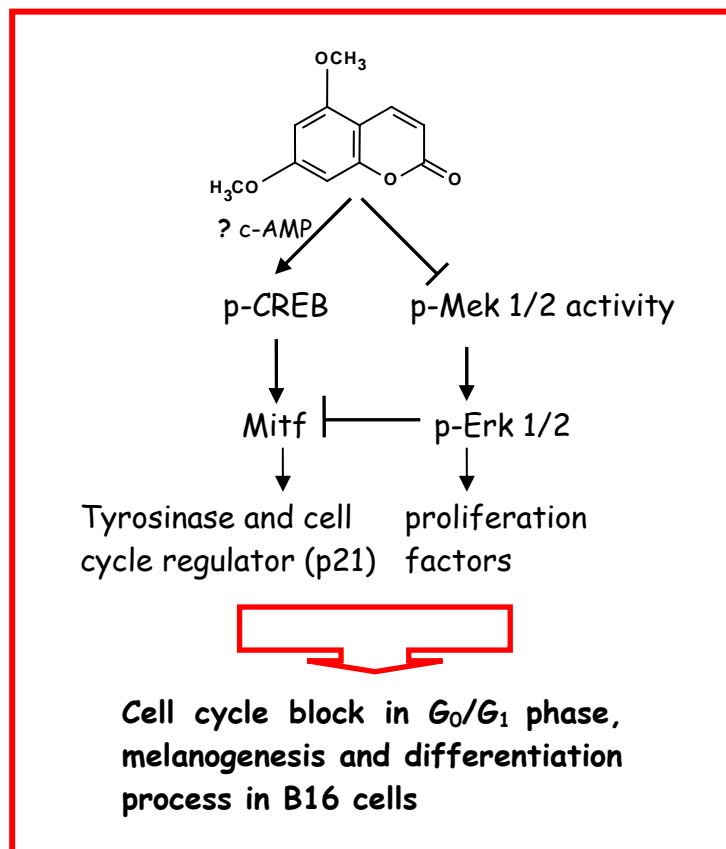 OCH₃
H₃CO
O
O
? c-AMP
p-CREB
p-Mek 1/2 activity
Mitf
p-Erk 1/2
Tyrosinase and cell
cycle regulator (p21)
proliferation
factors
Cell cycle block in G₀/G₁ phase,
melanogenesis and differentiation
process in B16 cells